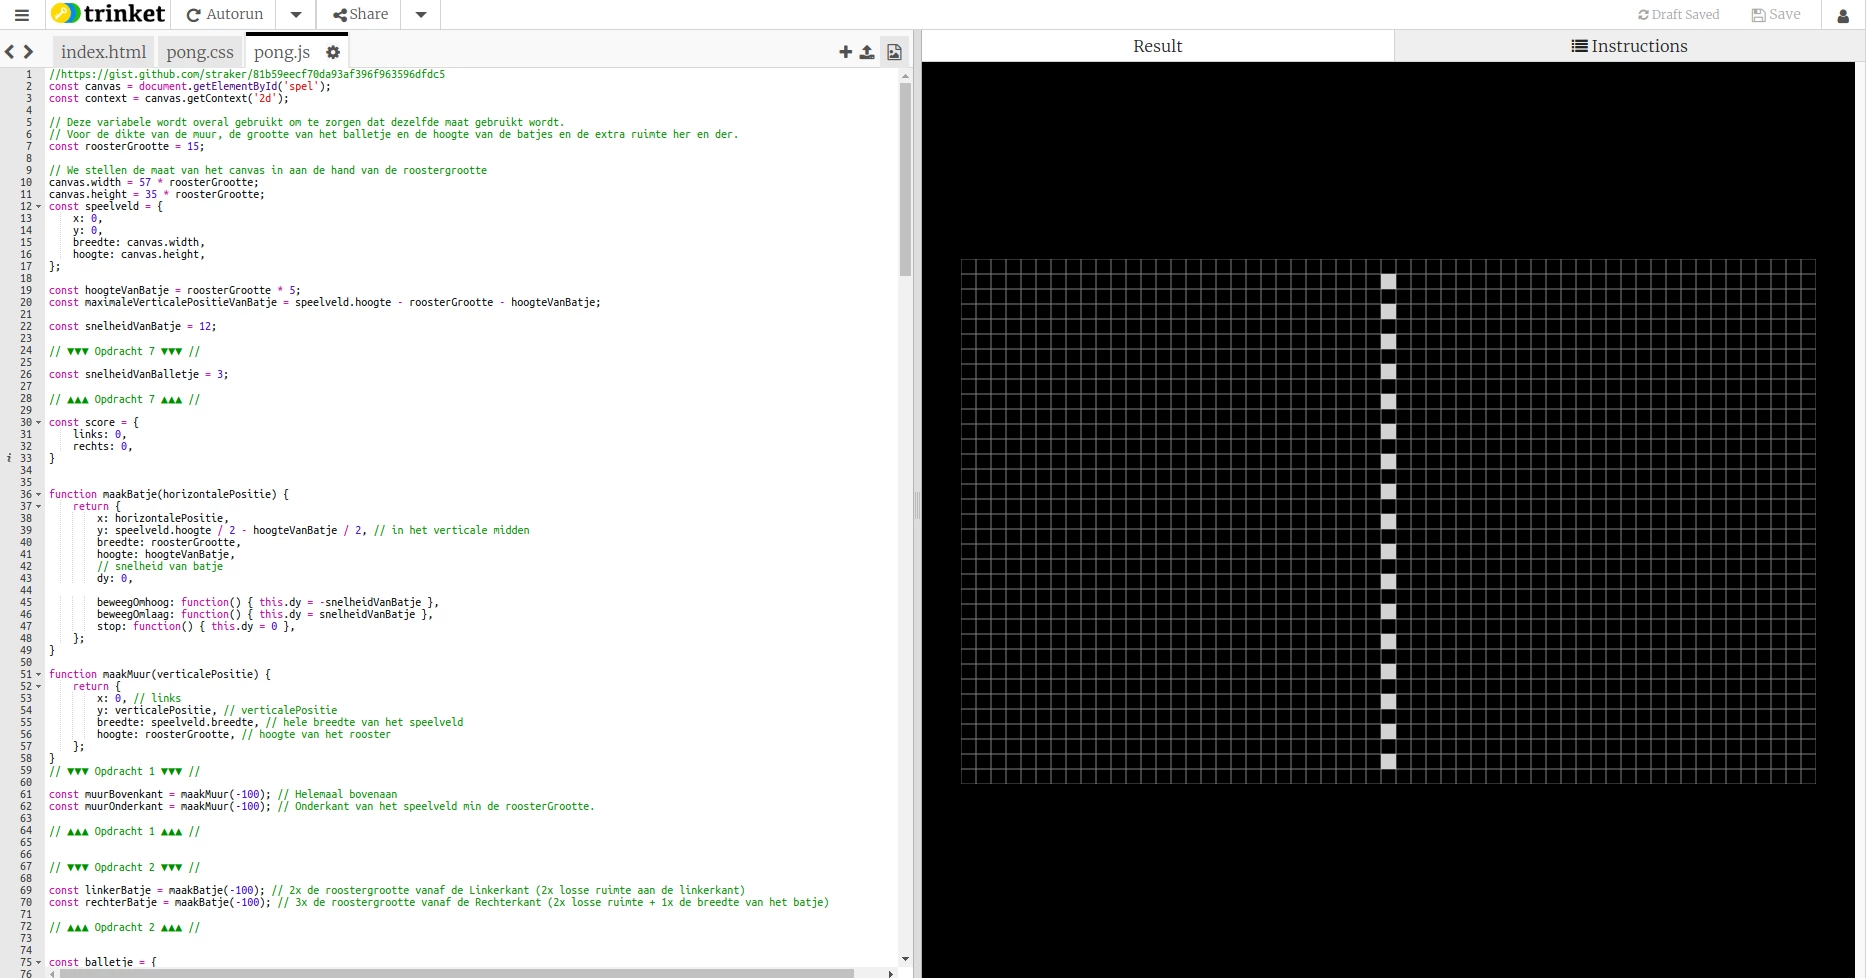 trinket
Autorun
Share
Draft Saved
Save
index.html
pong.css
pong.js
Result
Instructions
1 //https://gist.github.com/straker/81b59eecf70da93af396f963596dfdc5
2 const canvas = document.getElementById('spel');
3 const context = canvas.getContext('2d');
4
5 // Deze variabele wordt overal gebruikt om te zorgen dat dezelfde maat gebruikt wordt.
6 // Voor de dikte van de muur, de grootte van het balletje en de hoogte van de batjes en de extra ruimte her en der.
7 const roosterGrootte = 15;
8
9 // We stellen de maat van het canvas in aan de hand van de roostergrootte
10 canvas.width = 57 * roosterGrootte;
11 canvas.height = 35 * roosterGrootte;
12 const speelveld = {
13 x: 0,
14 y: 0,
15 breedte: canvas.width,
16 hoogte: canvas.height,
17 };
18
19 const hoogteVanBatje = roosterGrootte * 5;
20 const maximaleVerticalePositieVanBatje = speelveld.hoogte - roosterGrootte - hoogteVanBatje;
21
22 const snelheidVanBatje = 12;
23
24 // ▼▼▼ Opdracht 7 ▼▼▼ //
25
26 const snelheidVanBalletje = 3;
27
28 // ▲▲▲ Opdracht 7 ▲▲▲ //
29
30 const score = {
31 links: 0,
32 rechts: 0,
i 33 }
34
35
36 function maakBatje(horizontalePositie) {
37 return {
38 x: horizontalePositie,
39 y: speelveld.hoogte / 2 - hoogteVanBatje / 2, // in het verticale midden
40 breedte: roosterGrootte,
41 hoogte: hoogteVanBatje,
42 // snelheid van batje
43 dy: 0,
44
45 beweegOmhoog: function() { this.dy = -snelheidVanBatje },
46 beweegOmlaag: function() { this.dy = snelheidVanBatje },
47 stop: function() { this.dy = 0 },
48 };
49 }
50
51 function maakMuur(verticalePositie) {
52 return {
53 x: 0, // links
54 y: verticalePositie, // verticalePositie
55 breedte: speelveld.breedte, // hele breedte van het speelveld
56 hoogte: roosterGrootte, // hoogte van het rooster
57 };
58 }
59 // ▼▼▼ Opdracht 1 ▼▼▼ //
60
61 const muurBovenkant = maakMuur(-100); // Helemaal bovenaan
62 const muurOnderkant = maakMuur(-100); // Onderkant van het speelveld min de roosterGrootte.
63
64 // ▲▲▲ Opdracht 1 ▲▲▲ //
65
66
67 // ▼▼▼ Opdracht 2 ▼▼▼ //
68
69 const linkerBatje = maakBatje(-100); // 2x de roostergrootte vanaf de Linkerkant (2x losse ruimte aan de linkerkant)
70 const rechterBatje = maakBatje(-100); // 3x de roostergrootte vanaf de Rechterkant (2x losse ruimte + 1x de breedte van het batje)
71
72 // ▲▲▲ Opdracht 2 ▲▲▲ //
73
74
75 const balletje = {
76